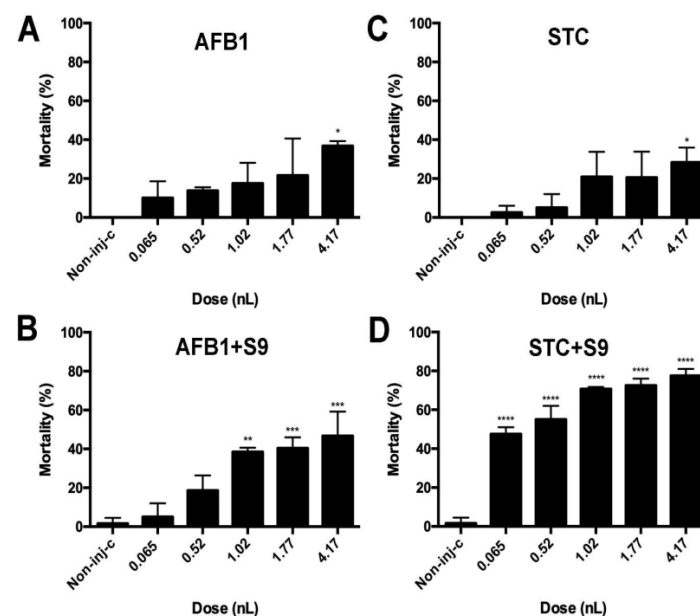 A
AFB1
Mortality (%)
100
80
60
40
20
0
*
Non-inj-c
0.065
0.52
1.02
1.77
4.17
Dose (nL)
C
STC
Mortality (%)
100
80
60
40
20
0
*
Non-inj-c
0.065
0.52
1.02
1.77
4.17
Dose (nL)
B
AFB1+S9
Mortality (%)
100
80
60
40
20
0
**
***
***
Non-inj-c
0.065
0.52
1.02
1.77
4.17
Dose (nL)
D
STC+S9
Mortality (%)
100
80
60
40
20
0
****
****
****
****
****
Non-inj-c
0.065
0.52
1.02
1.77
4.17
Dose (nL)